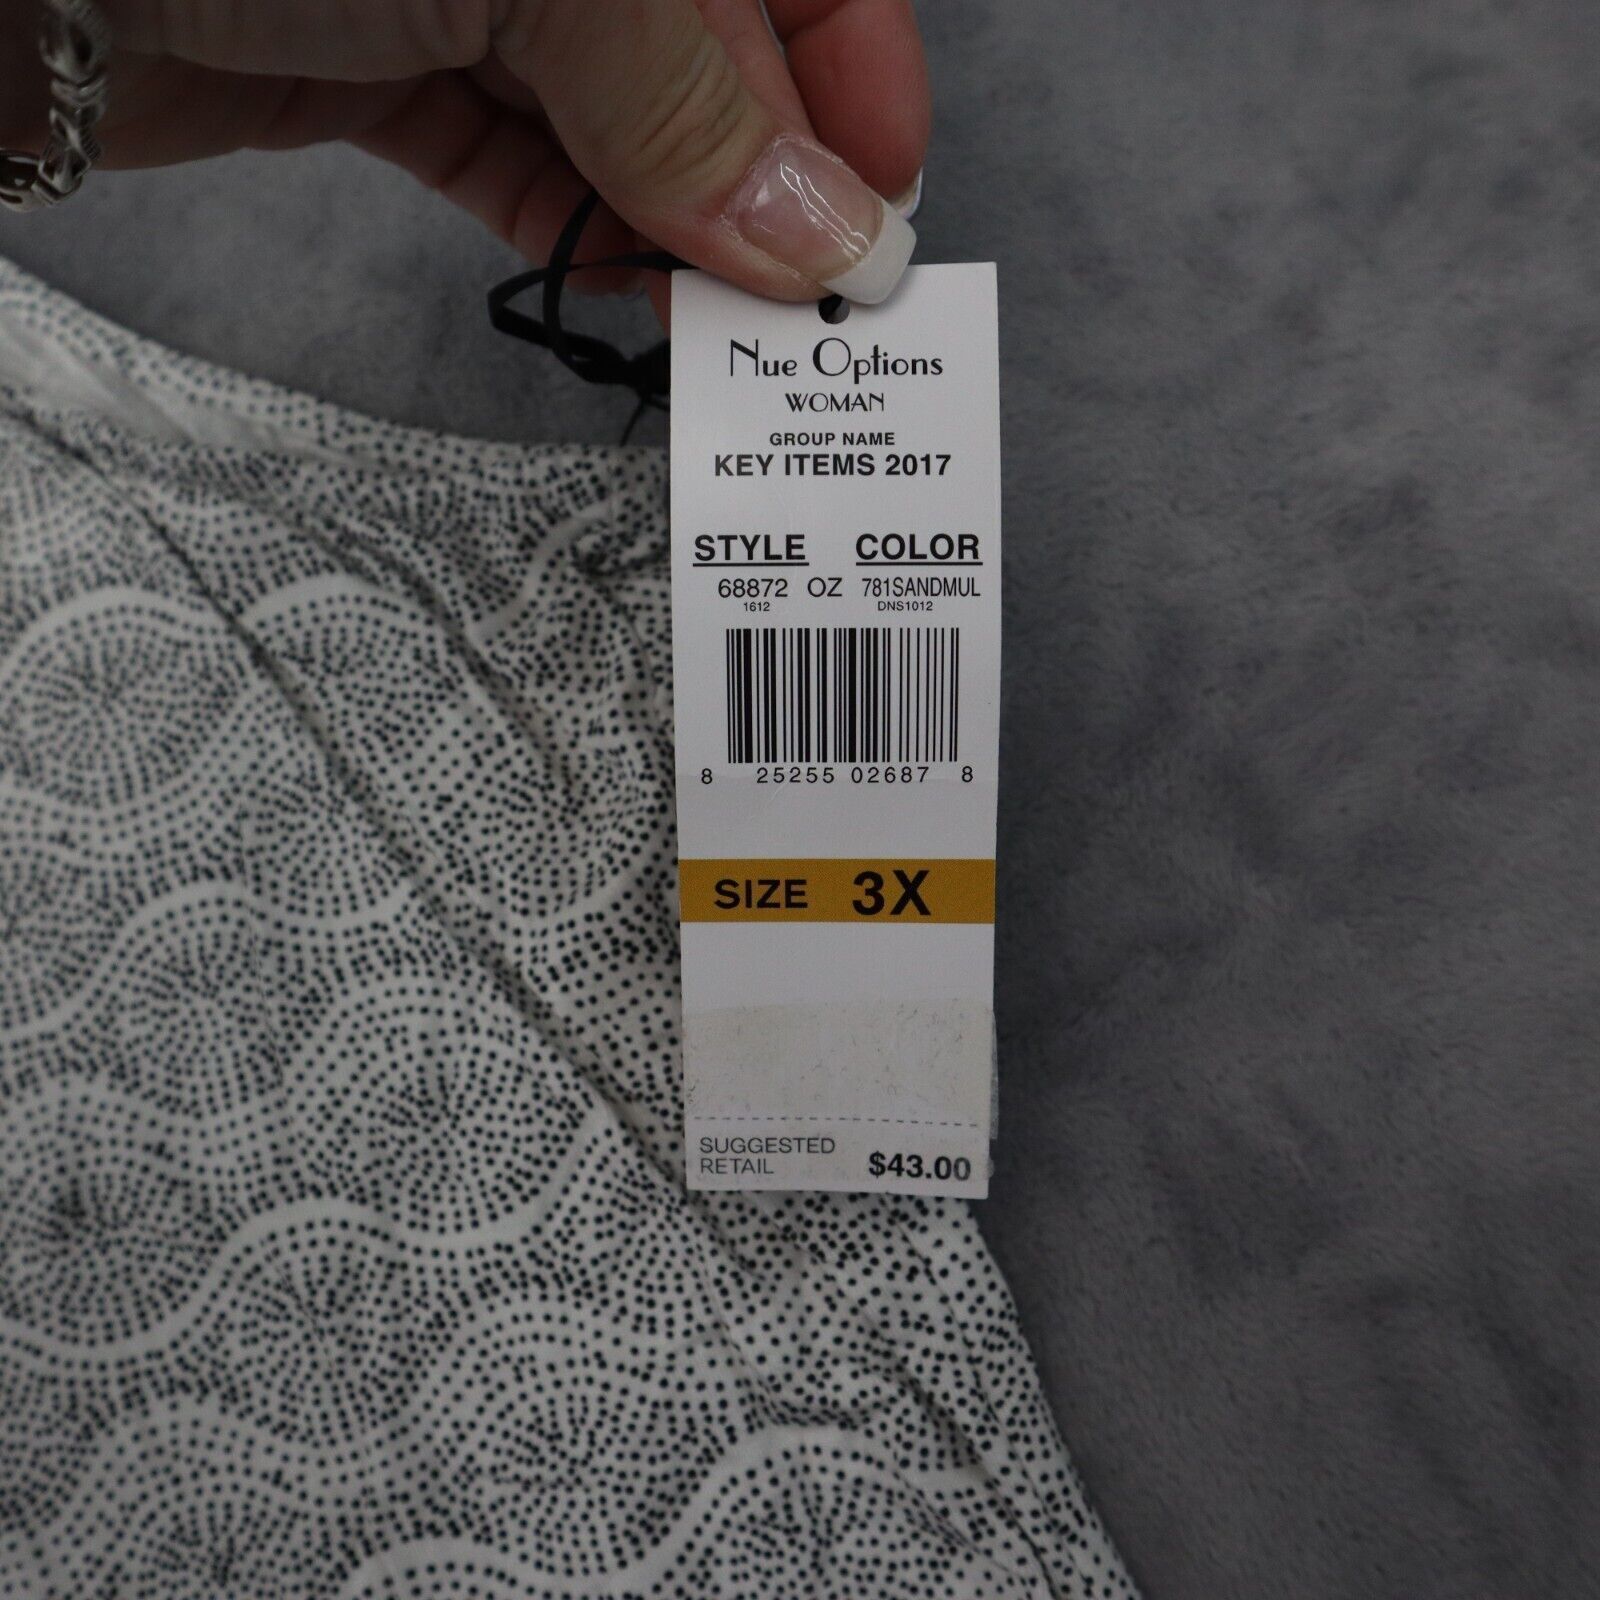 Nue Options
WOMAN
GROUP NAME
KEY ITEMS 2017
STYLE COLOR
68872 OZ 781SANDMUL
1612 DNS1012
8 25255 02687 8
SIZE 3X
SUGGESTED
RETAIL $43.00